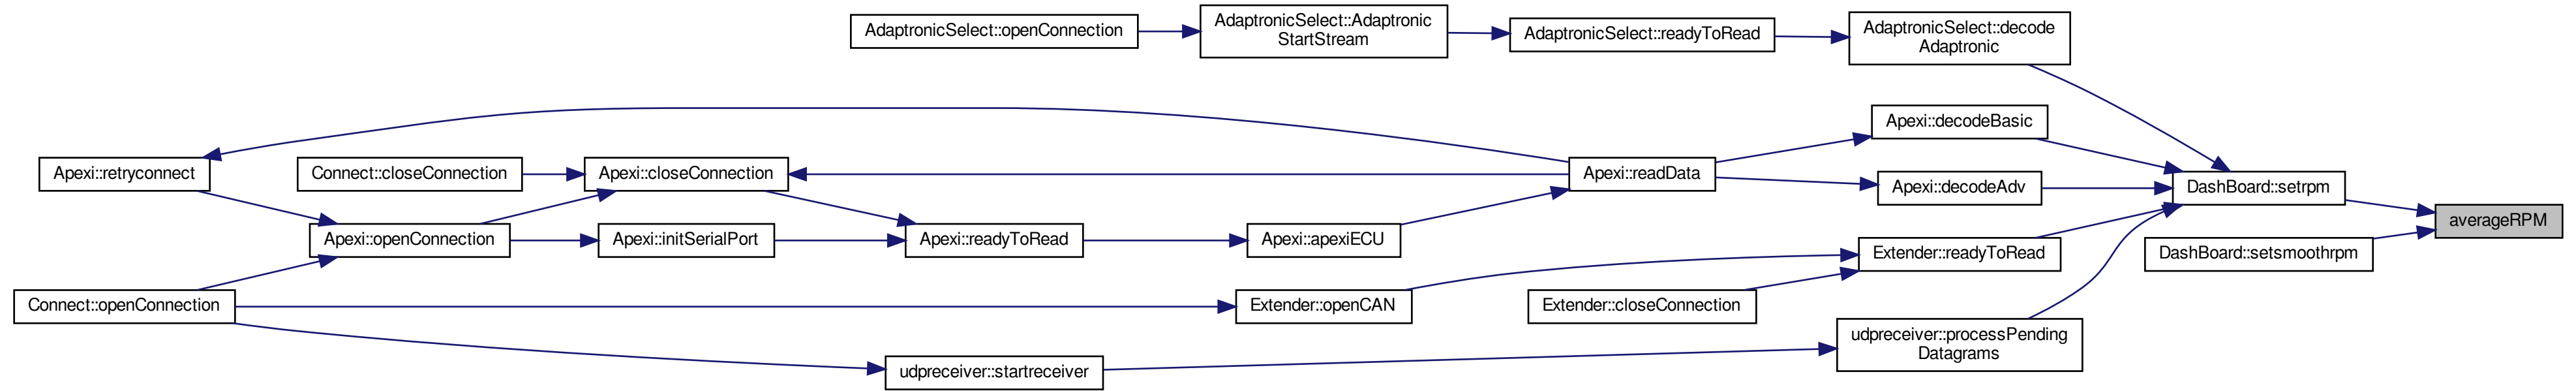 AdaptronicSelect::openConnection
AdaptronicSelect::Adaptronic
StartStream
AdaptronicSelect::readyToRead
AdaptronicSelect::decode
Adaptronic
Apexi::decodeBasic
Apexi::retryconnect
Connect::closeConnection
Apexi::closeConnection
Apexi::readData
Apexi::decodeAdv
DashBoard::setrpm
averageRPM
Apexi::openConnection
Apexi::initSerialPort
Apexi::readyToRead
Apexi::apexiECU
Extender::readyToRead
DashBoard::setsmoothrpm
Connect::openConnection
Extender::openCAN
Extender::closeConnection
udpreceiver::processPending
Datagrams
udpreceiver::startreceiver